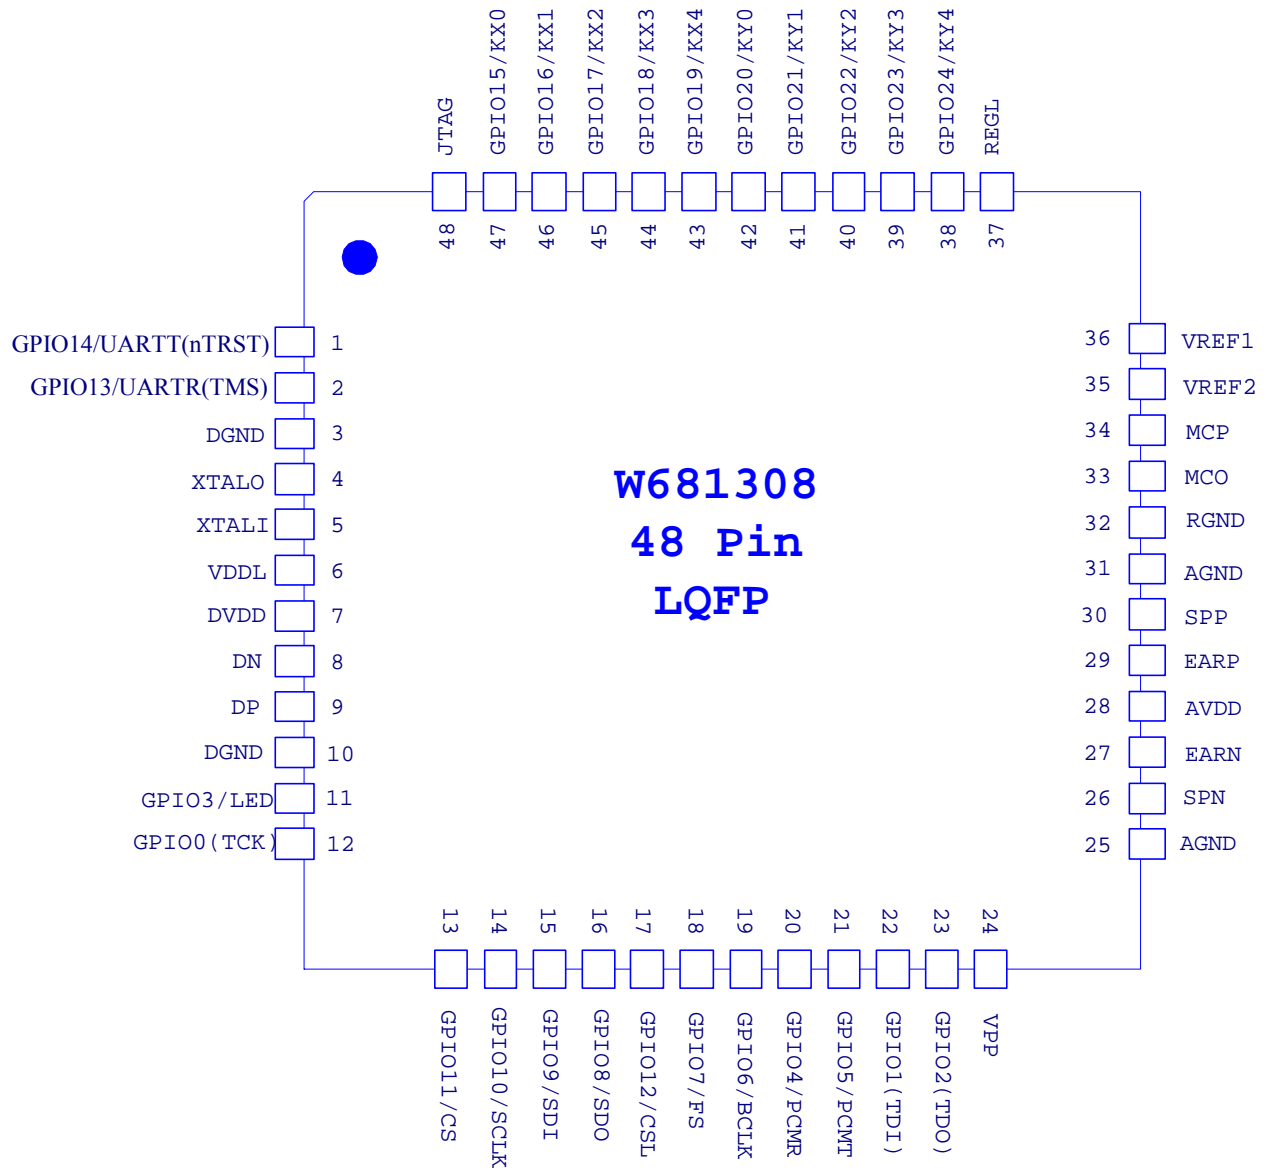 JTAG
GPIO15/KX0
GPIO16/KX1
GPIO17/KX2
GPIO18/KX3
GPIO19/KX4
GPIO20/KY0
GPIO21/KY1
GPIO22/KY2
GPIO23/KY3
GPIO24/KY4
REGL
48
47
46
45
44
43
42
41
40
39
38
37
GPIO14/UARTT(nTRST) 1
GPIO13/UARTR(TMS) 2
DGND 3
XTALO 4
XTALI 5
VDDL 6
DVDD 7
DN 8
DP 9
DGND 10
GPIO3/LED 11
GPIO0(TCK) 12
W681308
48 Pin
LQFP
36 VREF1
35 VREF2
34 MCP
33 MCO
32 RGND
31 AGND
30 SPP
29 EARP
28 AVDD
27 EARN
26 SPN
25 AGND
13
14
15
16
17
18
19
20
21
22
23
24
GPIO11/CS
GPIO10/SCLK
GPIO9/SDI
GPIO8/SDO
GPIO12/CSL
GPIO7/FS
GPIO6/BCLK
GPIO4/PCMR
GPIO5/PCMT
GPIO1(TDI)
GPIO2(TDO)
VPP